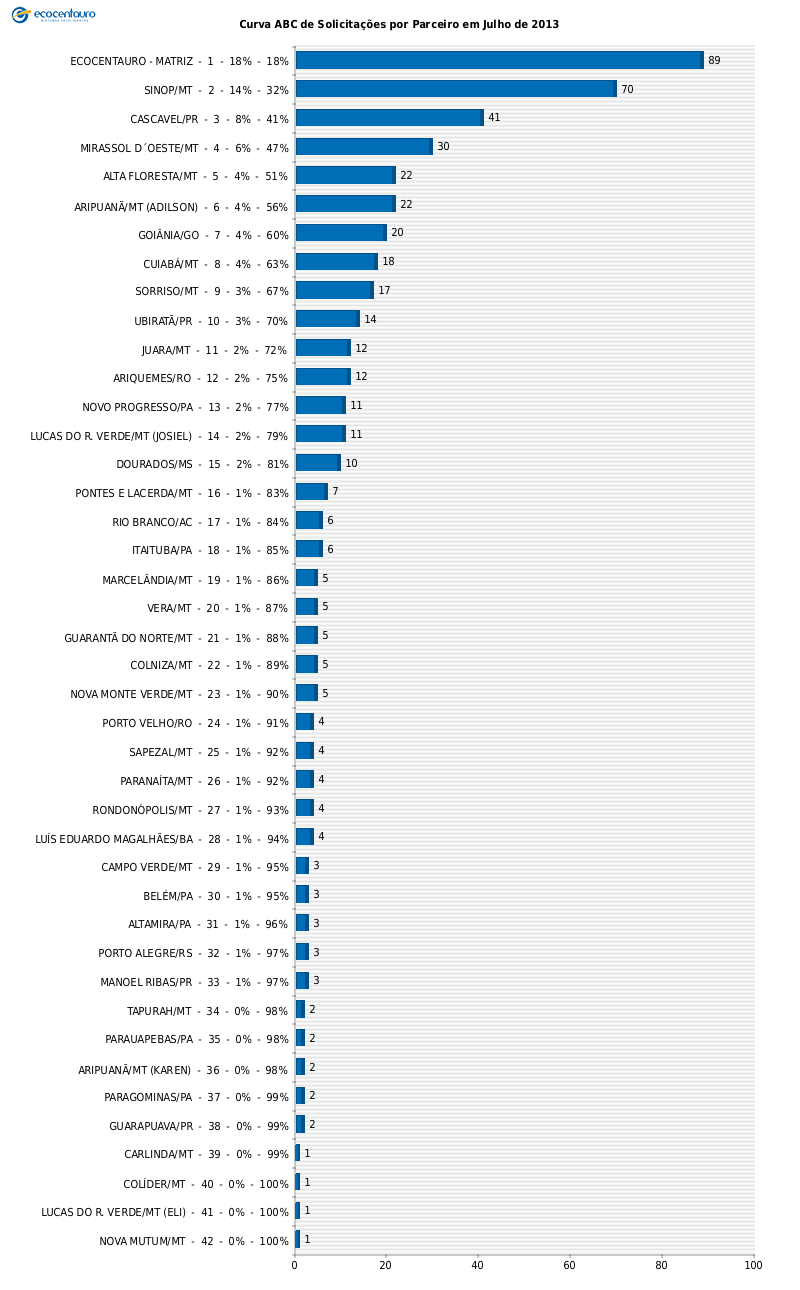 ecocentauro
Curva ABC de Solicitações por Parceiro em Julho de 2013
ECOCENTAURO - MATRIZ - 1 - 18% - 18% 89
SINOP/MT - 2 - 14% - 32% 70
CASCAVEL/PR - 3 - 8% - 41% 41
MIRASSOL D´OESTE/MT - 4 - 6% - 47% 30
ALTA FLORESTA/MT - 5 - 4% - 51% 22
ARIPUANÃ/MT (ADILSON) - 6 - 4% - 56% 22
GOIÂNIA/GO - 7 - 4% - 60% 20
CUIABÁ/MT - 8 - 4% - 63% 18
SORRISO/MT - 9 - 3% - 67% 17
UBIRATÃ/PR - 10 - 3% - 70% 14
JUARA/MT - 11 - 2% - 72% 12
ARIQUEMES/RO - 12 - 2% - 75% 12
NOVO PROGRESSO/PA - 13 - 2% - 77% 11
LUCAS DO R. VERDE/MT (JOSIEL) - 14 - 2% - 79% 11
DOURADOS/MS - 15 - 2% - 81% 10
PONTES E LACERDA/MT - 16 - 1% - 83% 7
RIO BRANCO/AC - 17 - 1% - 84% 6
ITAITUBA/PA - 18 - 1% - 85% 6
MARCELÂNDIA/MT - 19 - 1% - 86% 5
VERA/MT - 20 - 1% - 87% 5
GUARANTÃ DO NORTE/MT - 21 - 1% - 88% 5
COLNIZA/MT - 22 - 1% - 89% 5
NOVA MONTE VERDE/MT - 23 - 1% - 90% 5
PORTO VELHO/RO - 24 - 1% - 91% 4
SAPEZAL/MT - 25 - 1% - 92% 4
PARANAÍTA/MT - 26 - 1% - 92% 4
RONDONÓPOLIS/MT - 27 - 1% - 93% 4
LUÍS EDUARDO MAGALHÃES/BA - 28 - 1% - 94% 4
CAMPO VERDE/MT - 29 - 1% - 95% 3
BELÉM/PA - 30 - 1% - 95% 3
ALTAMIRA/PA - 31 - 1% - 96% 3
PORTO ALEGRE/RS - 32 - 1% - 97% 3
MANOEL RIBAS/PR - 33 - 1% - 97% 3
TAPURAH/MT - 34 - 0% - 98% 2
PARAUAPEBAS/PA - 35 - 0% - 98% 2
ARIPUANÃ/MT (KAREN) - 36 - 0% - 98% 2
PARAGOMINAS/PA - 37 - 0% - 99% 2
GUARAPUAVA/PR - 38 - 0% - 99% 2
CARLINDA/MT - 39 - 0% - 99% 1
COLÍDER/MT - 40 - 0% - 100% 1
LUCAS DO R. VERDE/MT (ELI) - 41 - 0% - 100% 1
NOVA MUTUM/MT - 42 - 0% - 100% 1
0 20 40 60 80 100